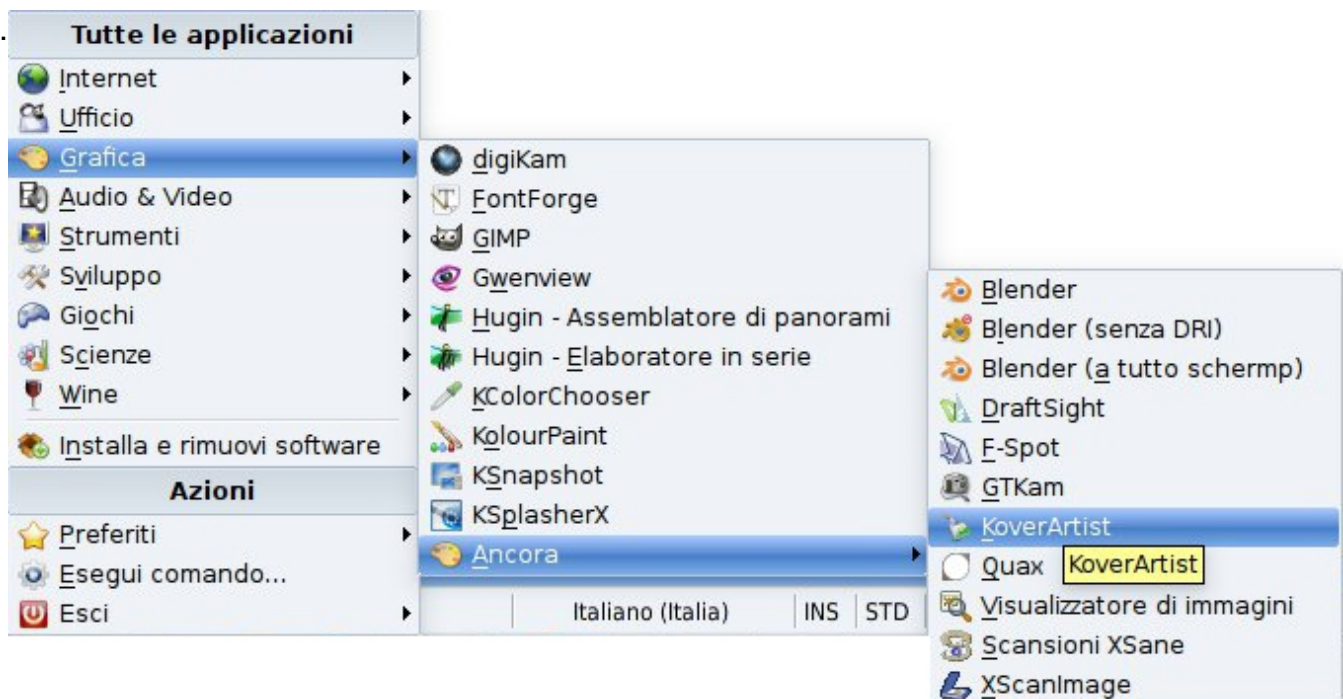 .
Tutte le applicazioni
Internet
Ufficio
Grafica
Audio & Video
Strumenti
Sviluppo
Giochi
Scienze
Wine
Installa e rimuovi software
Azioni
Preferiti
Esegui comando...
Esci
digiKam
FontForge
GIMP
Gwenview
Hugin - Assemblatore di panorami
Hugin - Elaboratore in serie
KColorChooser
KolourPaint
KSnapshot
KSplasherX
Ancora
Italiano (Italia)
INS
STD
Blender
Blender (senza DRI)
Blender (a tutto schermp)
DraftSight
F-Spot
GTKam
KoverArtist
Quax
KoverArtist
Visualizzatore di immagini
Scansioni XSane
XScanImage